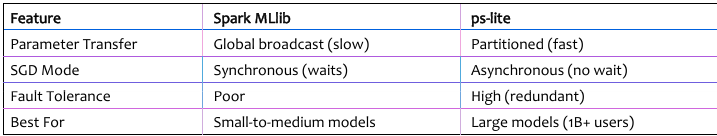 Feature Spark MLlib ps-lite
Parameter Transfer Global broadcast (slow) Partitioned (fast)
SGD Mode Synchronous (waits) Asynchronous (no wait)
Fault Tolerance Poor High (redundant)
Best For Small-to-medium models Large models (1B+ users)